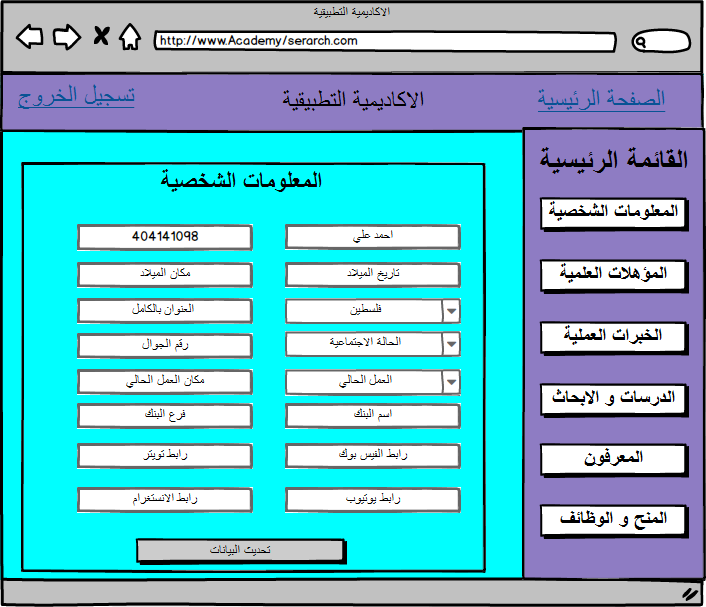 الاكاديمية التطبيقية
http://www.Academy/serarch.com
الصفحة الرئيسية
الاكاديمية التطبيقية
تسجيل الخروج
القائمة الرئيسية
المعلومات الشخصية
المؤهلات العلمية
الخبرات العملية
الدرسات و الابحاث
المعرفون
المنح و الوظائف
المعلومات الشخصية
احمد علي
404141098
تاريخ الميلاد
مكان الميلاد
فلسطين
العنوان بالكامل
الحالة الاجتماعية
رقم الجوال
العمل الحالي
مكان العمل الحالي
اسم البنك
فرع البنك
رابط الفيس بوك
رابط تويتر
رابط يوتيوب
رابط الانستغرام
تحديت البيانات